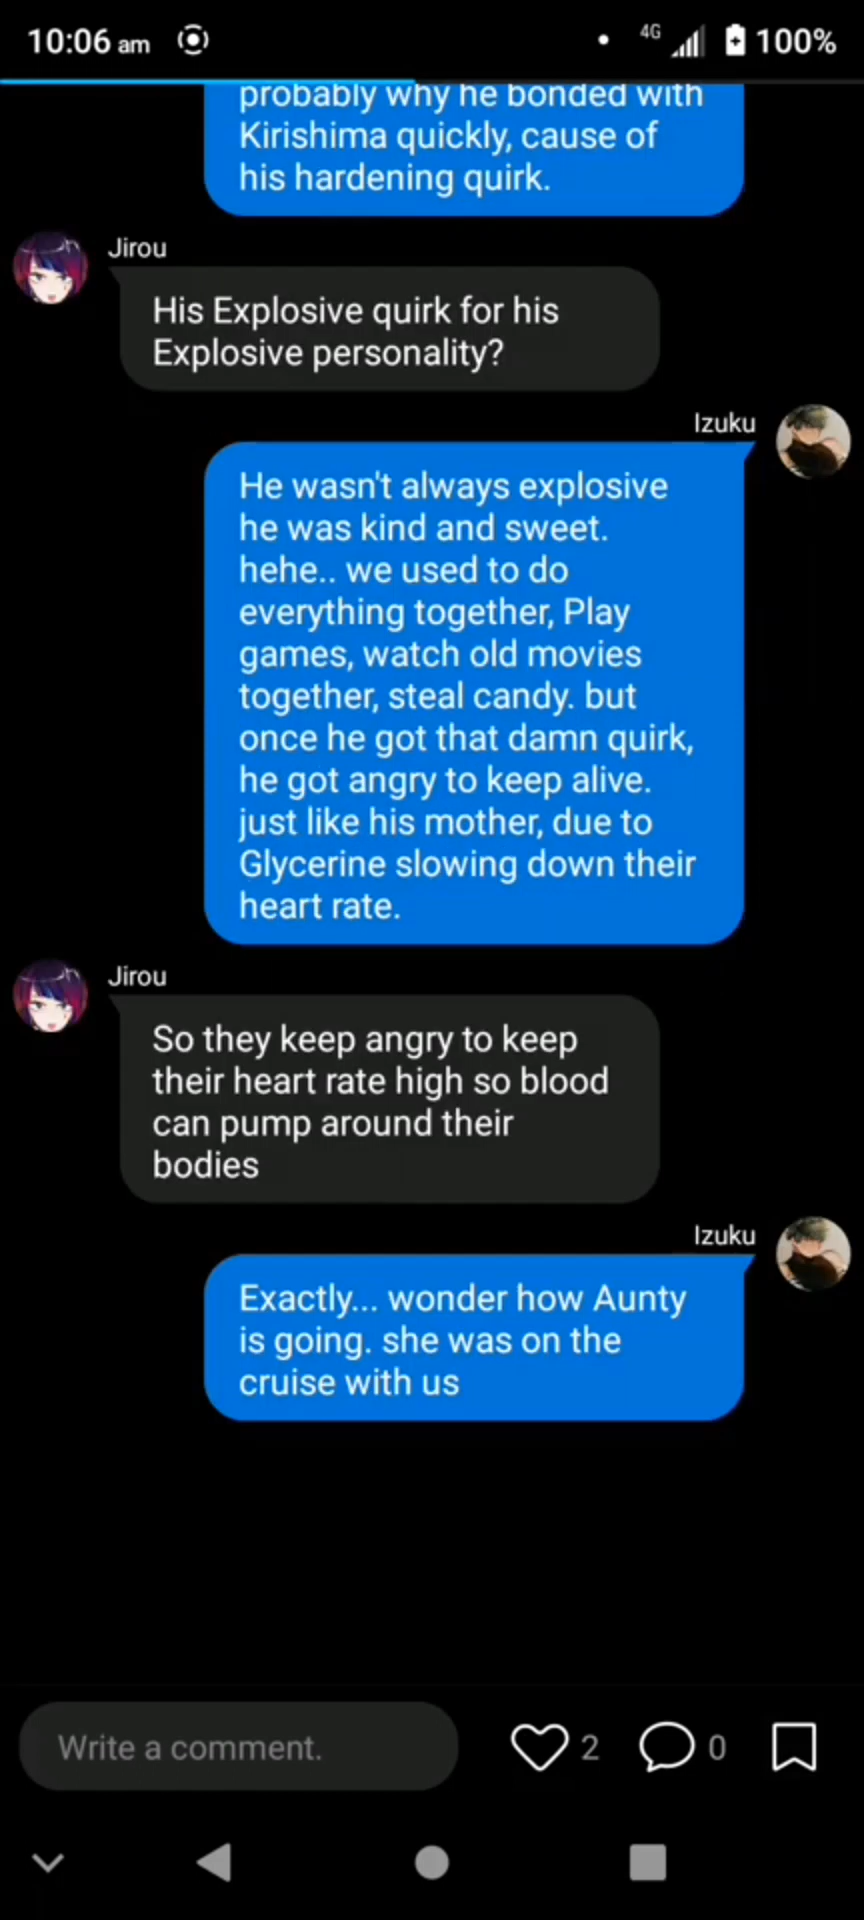 10:06 am
4G
100%
probably why he bonded with
Kirishima quickly, cause of
his hardening quirk.
Jirou
His Explosive quirk for his
Explosive personality?
Izuku
He wasn't always explosive
he was kind and sweet.
hehe.. we used to do
everything together, Play
games, watch old movies
together, steal candy. but
once he got that damn quirk,
he got angry to keep alive.
just like his mother, due to
Glycerine slowing down their
heart rate.
Jirou
So they keep angry to keep
their heart rate high so blood
can pump around their
bodies
Izuku
Exactly... wonder how Aunty
is going. she was on the
cruise with us
Write a comment.
2
0